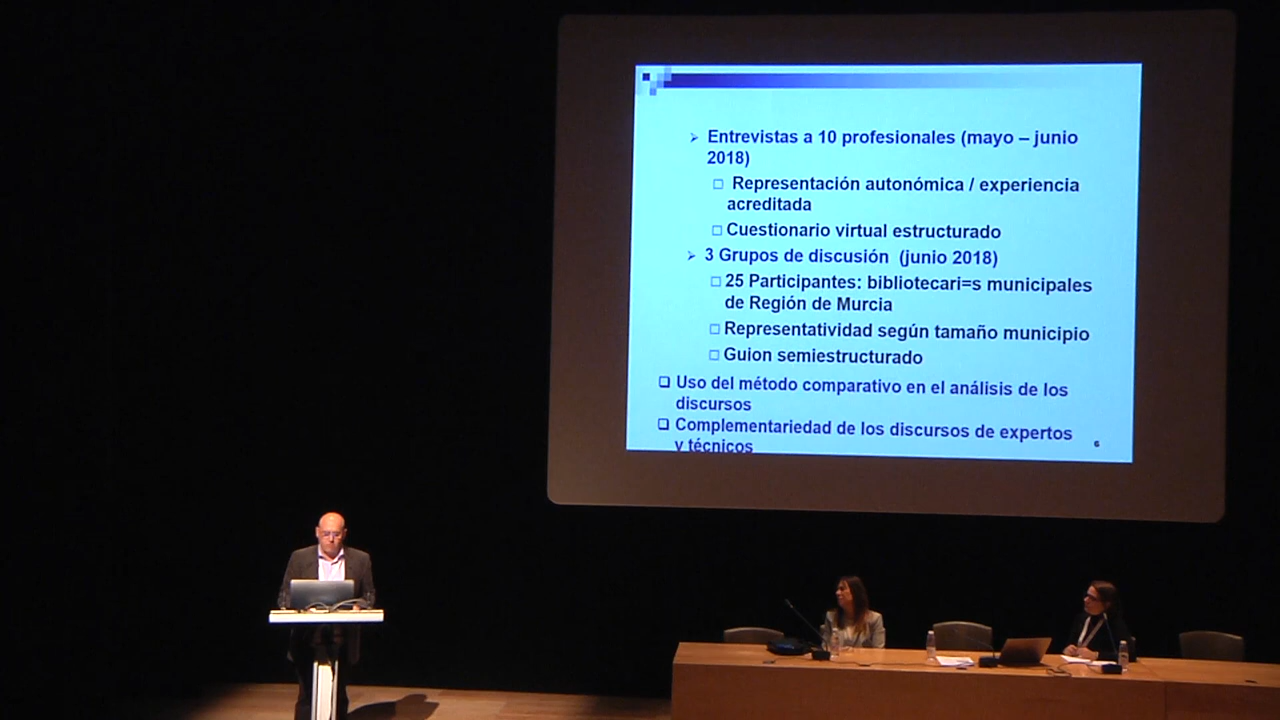 Entrevistas a 10 profesionales (mayo – junio
2018)
Representación autonómica / experiencia
acreditada
Cuestionario virtual estructurado
3 Grupos de discusión (junio 2018)
25 Participantes: bibliotecari=s municipales
de Región de Murcia
Representatividad según tamaño municipio
Guion semiestructurado
Uso del método comparativo en el análisis de los
discursos
Complementariedad de los discursos de expertos
y técnicos
6